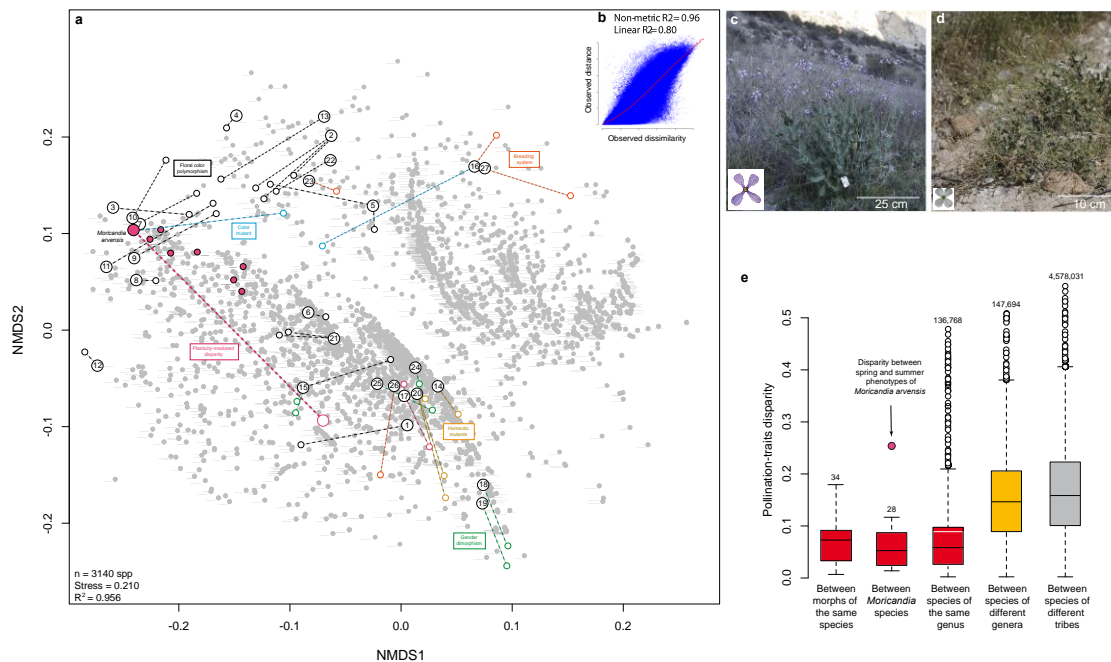 a
NMDS2
0.2
0.1
0.0
-0.1
-0.2
-0.2
-0.1
0.0
0.1
0.2
NMDS1
4
13
2
22
23
Floral color
polymorphism
3
10
Moricandia
arvensis
9
11
8
12
5
16
27
Breeding
system
Color
mutant
6
21
Plasticity-mediated
disparity
15
24
25
26
17
20
14
1
Homeotic
mutants
18
19
Gender
dimorphism
n = 3140 spp
Stress = 0.210
R² = 0.956
b
Non-metric R2 = 0.96
Linear R2 = 0.80
Observed distance
Observed dissimilarity
c
25 cm
d
10 cm
e
Pollination-traits disparity
0.5
0.4
0.3
0.2
0.1
0.0
34
28
136,768
147,694
4,578,031
Disparity between
spring and summer
phenotypes of
Moricandia arvensis
Between
morphs of
the same
species
Between
Moricandia
species
Between
species of
the same
genus
Between
species of
different
genera
Between
species of
different
tribes